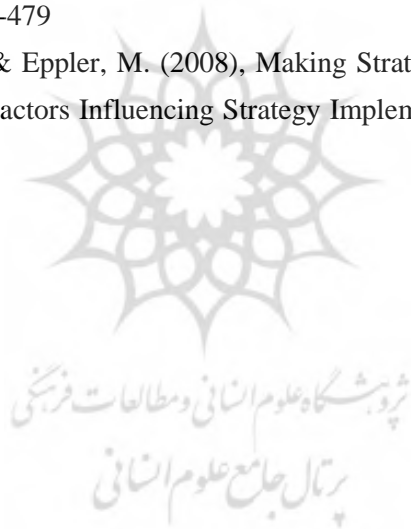 -479
& Eppler, M. (2008), Making Strat
actors Influencing Strategy Implen
پژوهشگاه علوم انسانی و مطالعات فرهنگی
پرتال جامع علوم انسانی